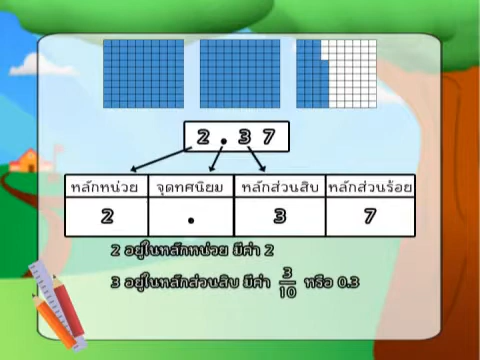 2 . 3 7
หลักหน่วย จุดทศนิยม หลักส่วนสิบ หลักส่วนร้อย
2 . 3 7
2 อยู่ในหลักหน่วย มีค่า 2
3 อยู่ในหลักส่วนสิบ มีค่า 3/10 หรือ 0.3